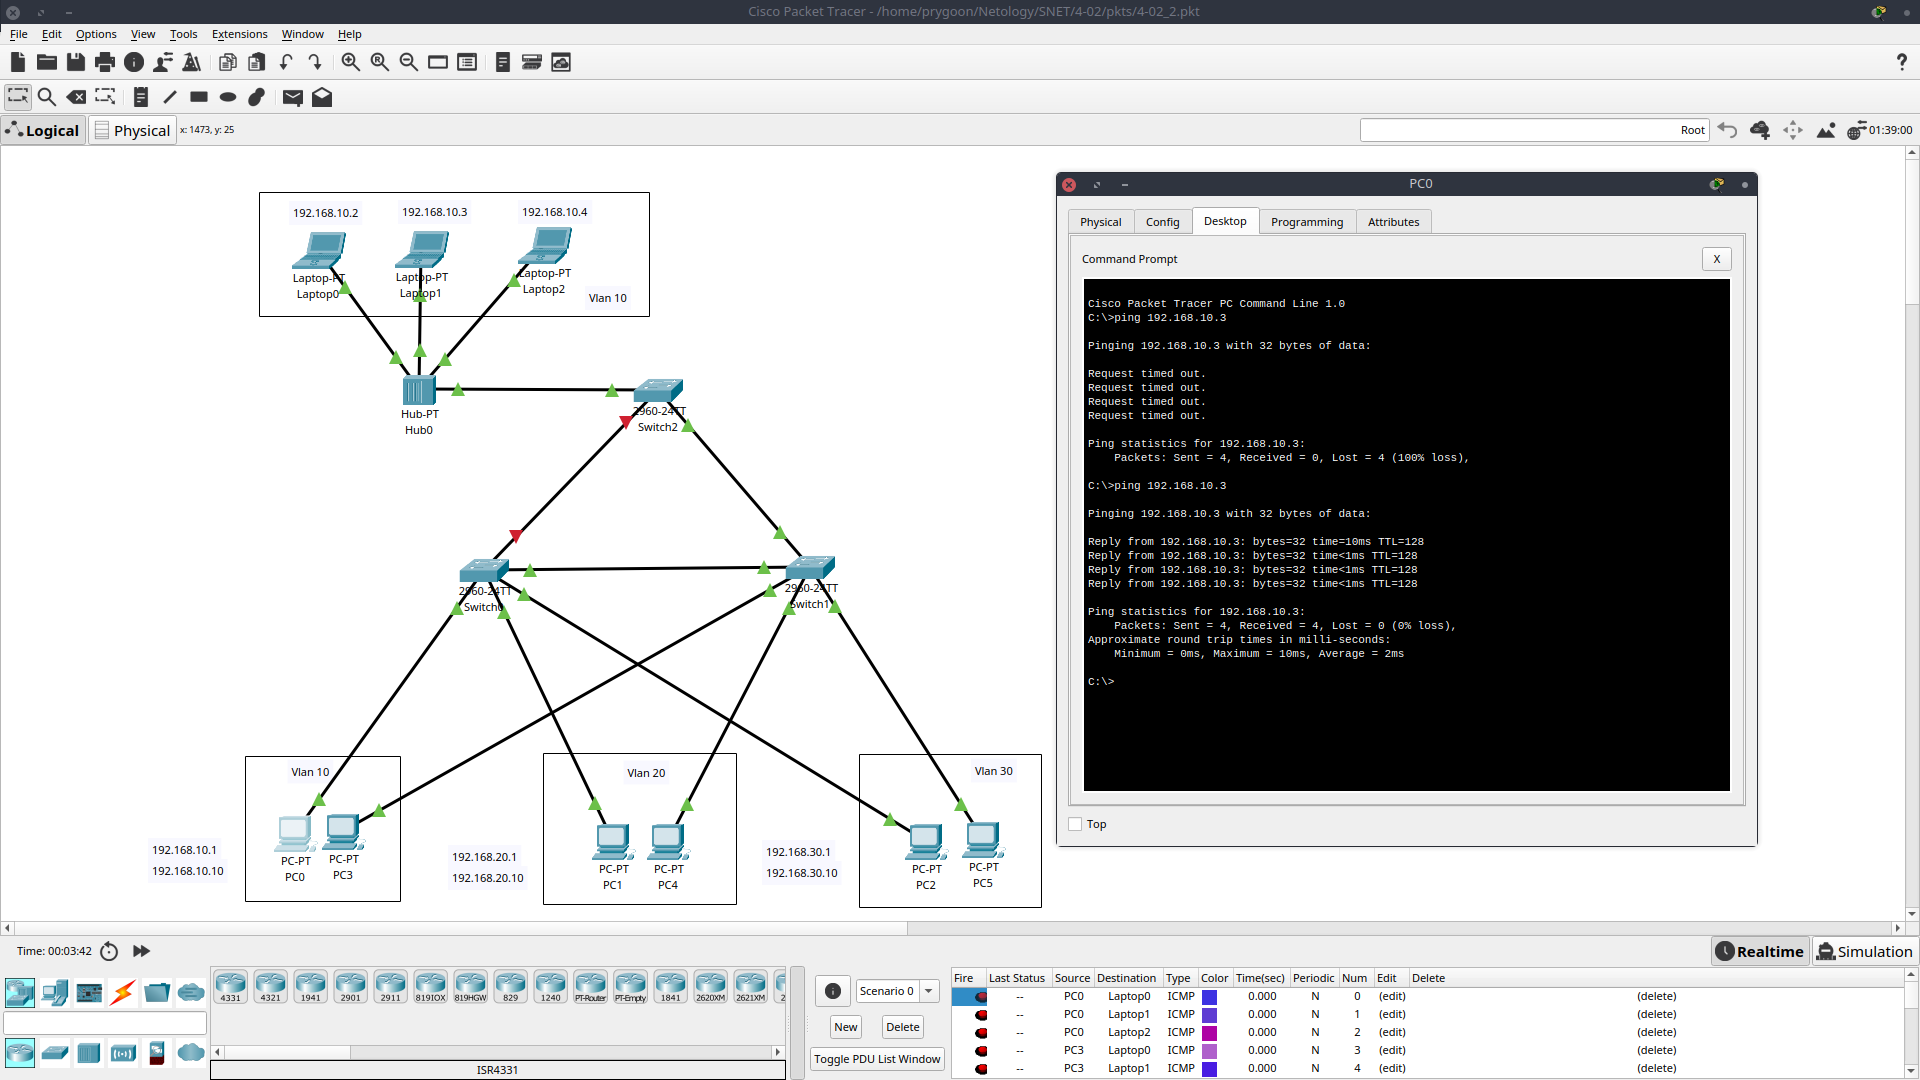 Cisco Packet Tracer - /home/prygoon/Netology/SNET/4-02/pkts/4-02_2.pkt
File Edit Options View Tools Extensions Window Help
Logical Physical x: 1473, y: 25
Root 01:39:00
192.168.10.2 192.168.10.3 192.168.10.4
Laptop-PT Laptop-PT Laptop-PT
Laptop0 Laptop1 Laptop2
Vlan 10
Hub-PT
Hub0
2960-24TT
Switch2
2960-24TT
Switch0
2960-24TT
Switch1
Vlan 10
192.168.10.1
192.168.10.10
PC-PT
PC0
PC-PT
PC3
Vlan 20
192.168.20.1
192.168.20.10
PC-PT
PC1
PC-PT
PC4
Vlan 30
192.168.30.1
192.168.30.10
PC-PT
PC2
PC-PT
PC5
PC0
Physical Config Desktop Programming Attributes
Command Prompt X
Cisco Packet Tracer PC Command Line 1.0
C:\>ping 192.168.10.3
Pinging 192.168.10.3 with 32 bytes of data:
Request timed out.
Request timed out.
Request timed out.
Request timed out.
Ping statistics for 192.168.10.3:
Packets: Sent = 4, Received = 0, Lost = 4 (100% loss),
C:\>ping 192.168.10.3
Pinging 192.168.10.3 with 32 bytes of data:
Reply from 192.168.10.3: bytes=32 time=10ms TTL=128
Reply from 192.168.10.3: bytes=32 time<1ms TTL=128
Reply from 192.168.10.3: bytes=32 time<1ms TTL=128
Reply from 192.168.10.3: bytes=32 time<1ms TTL=128
Ping statistics for 192.168.10.3:
Packets: Sent = 4, Received = 4, Lost = 0 (0% loss),
Approximate round trip times in milli-seconds:
Minimum = 0ms, Maximum = 10ms, Average = 2ms
C:\>
Top
Time: 00:03:42
Realtime Simulation
4331 4321 1941 2901 2911 819IOX 819HGW 829 1240 PT-Router PT-Empty 1841 2620XM 2621XM 2
ISR4331
Scenario 0
New Delete
Toggle PDU List Window
Fire Last Status Source Destination Type Color Time(sec) Periodic Num Edit Delete
-- PC0 Laptop0 ICMP 0.000 N 0 (edit) (delete)
-- PC0 Laptop1 ICMP 0.000 N 1 (edit) (delete)
-- PC0 Laptop2 ICMP 0.000 N 2 (edit) (delete)
-- PC3 Laptop0 ICMP 0.000 N 3 (edit) (delete)
-- PC3 Laptop1 ICMP 0.000 N 4 (edit) (delete)